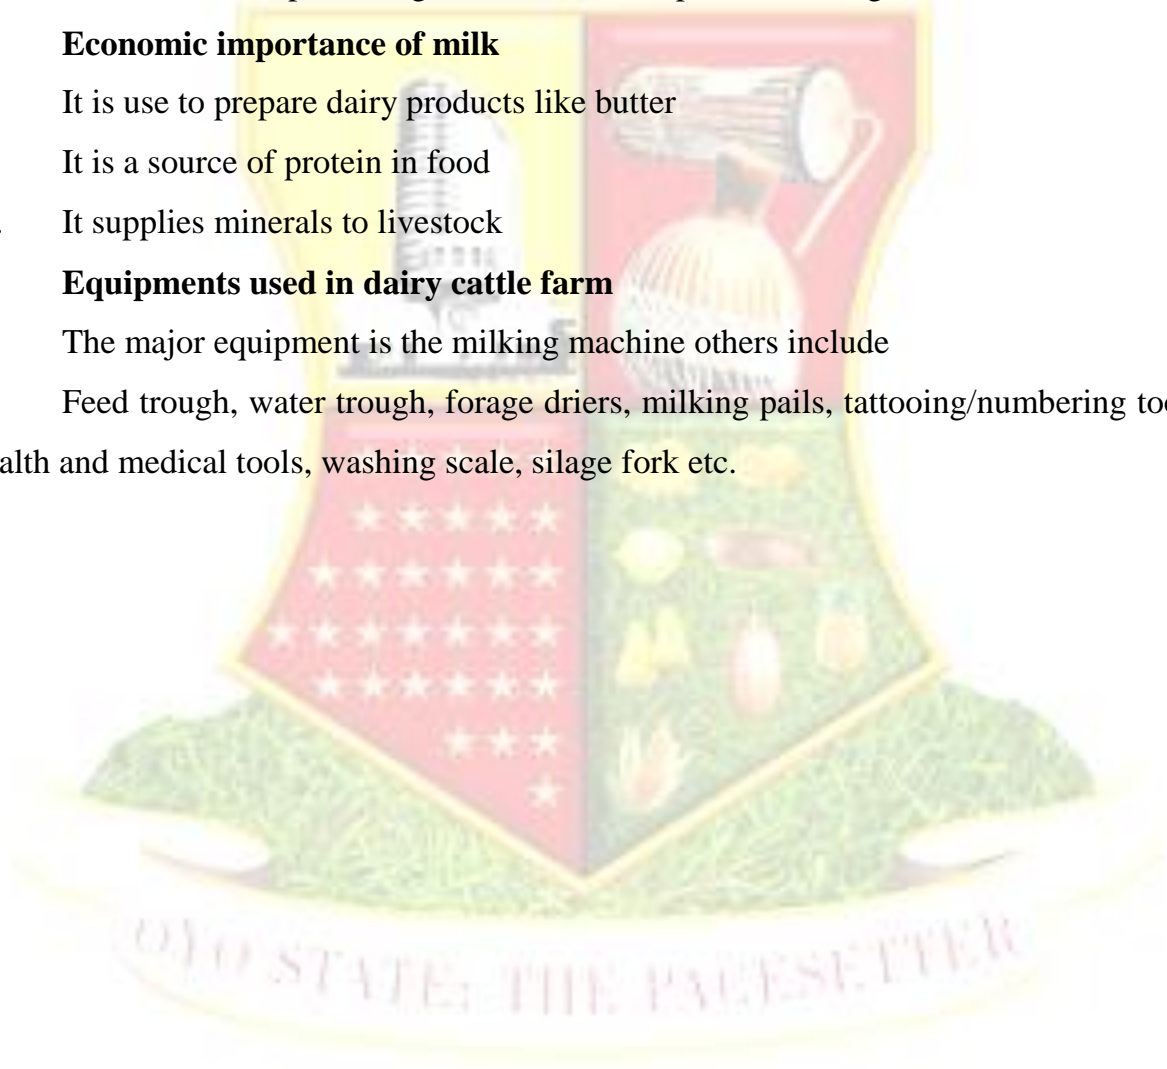 Economic importance of milk
It is use to prepare dairy products like butter
It is a source of protein in food
It supplies minerals to livestock
Equipments used in dairy cattle farm
The major equipment is the milking machine others include
Feed trough, water trough, forage driers, milking pails, tattooing/numbering
and medical tools, washing scale, silage fork etc.
OYO STATE: THE PACESETTER